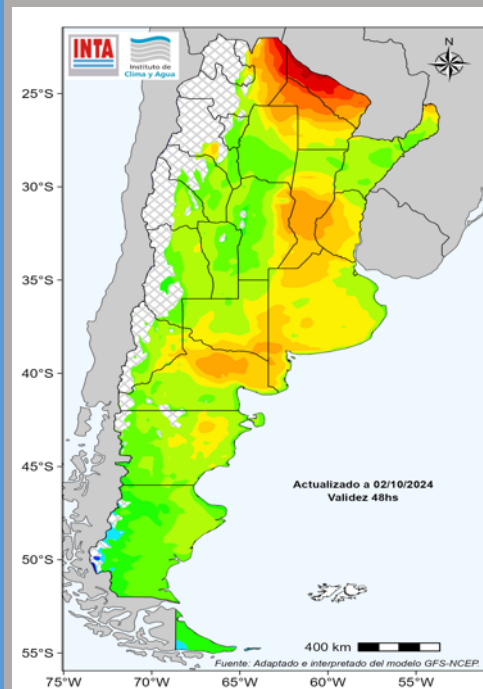 INTA
Instituto de
Clima y Agua
N
25°S
30°S
35°S
40°S
45°S
50°S
55°S
Actualizado a 02/10/2024
Validez 48hs
400 km
Fuente: Adaptado e interpretado del modelo GFS-NCEP.
75°W
70°W
65°W
60°W
55°W